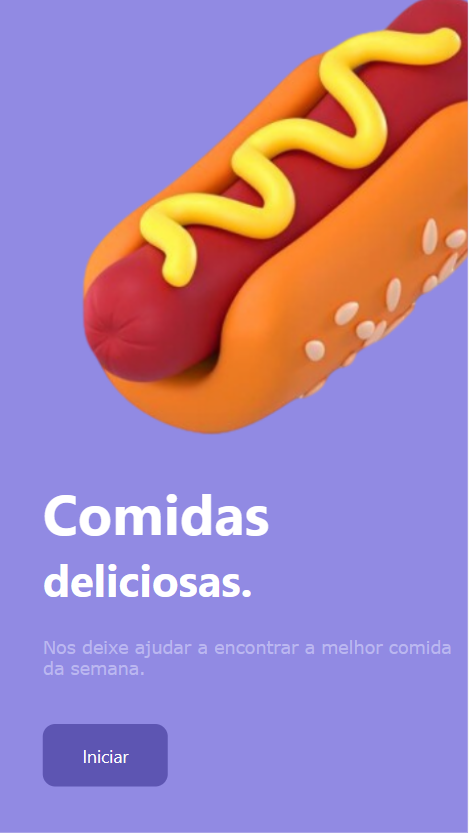 Comidas
deliciosas.
Nos deixe ajudar a encontrar a melhor comida
da semana.
Iniciar